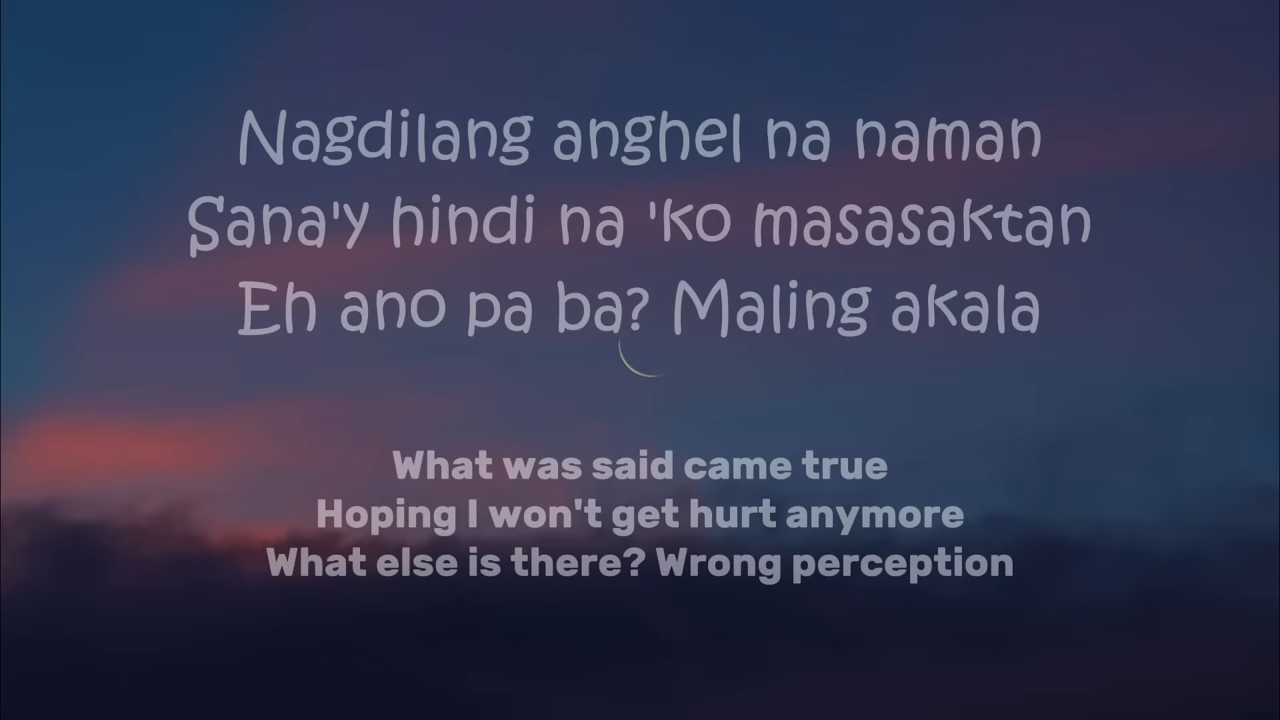 Nagdilang anghel na naman
Sana'y hindi na 'ko masasaktan
Eh ano pa ba? Maling akala
What was said came true
Hoping I won't get hurt anymore
What else is there? Wrong perception